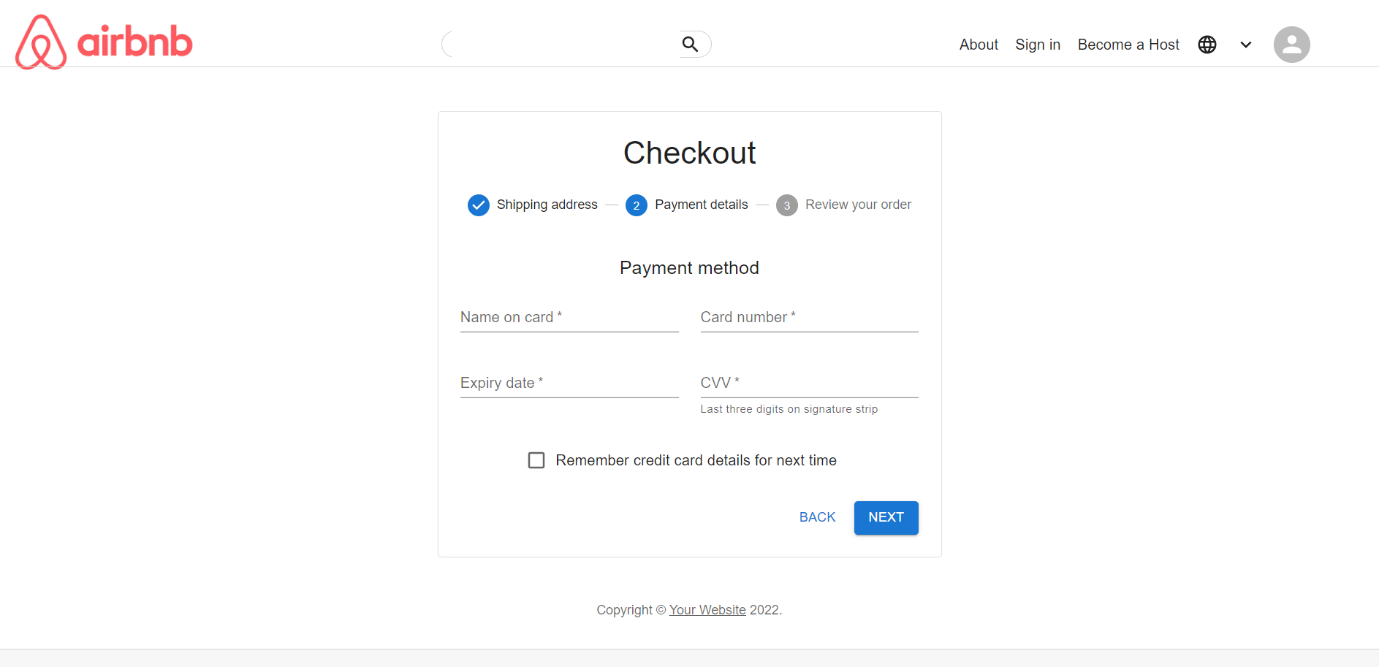 airbnb
About Sign in Become a Host
Checkout
Shipping address 2 Payment details 3 Review your order
Payment method
Name on card * Card number *
Expiry date * CVV *
Last three digits on signature strip
Remember credit card details for next time
BACK NEXT
Copyright © Your Website 2022.